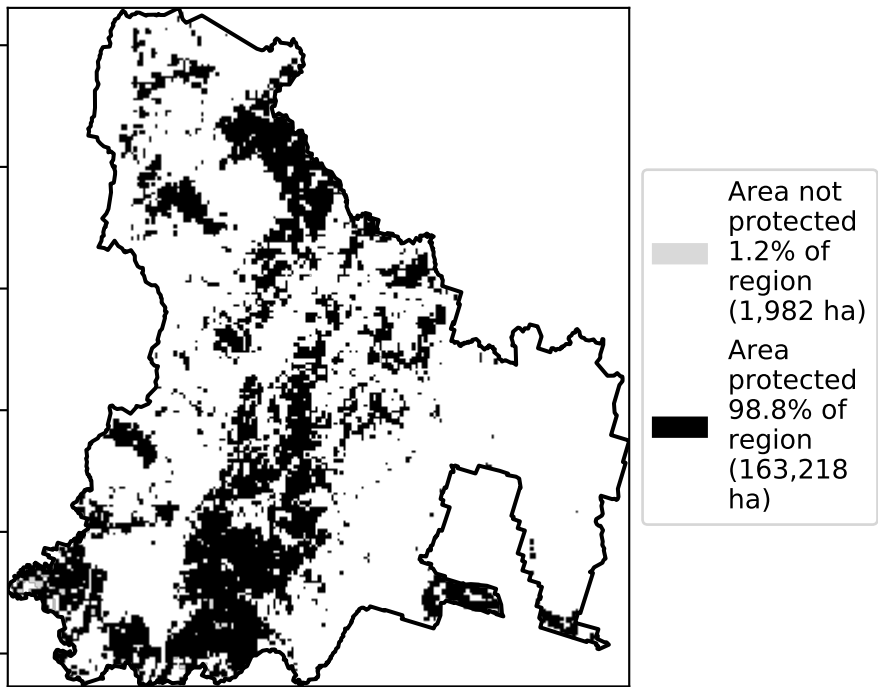 Area not
protected
1.2% of
region
(1,982 ha)
Area
protected
98.8% of
region
(163,218
ha)